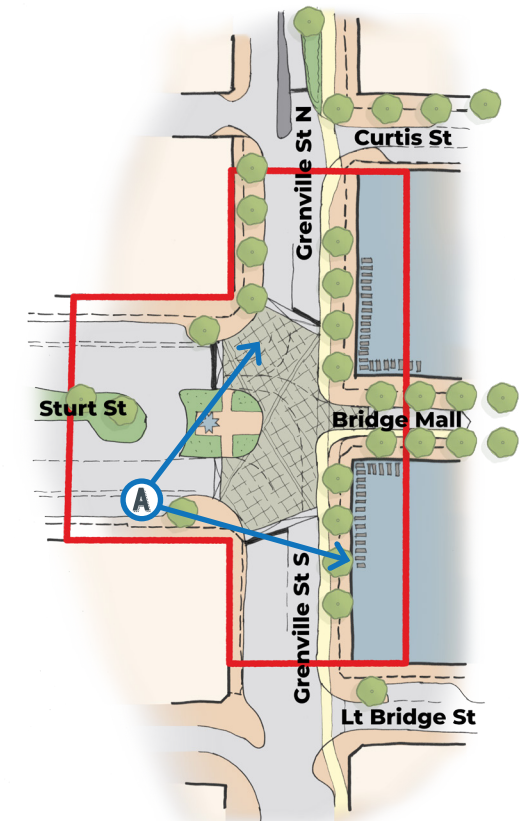 Grenville St N
Curtis St
Sturt St
Bridge Mall
A
Grenville St S
Lt Bridge St